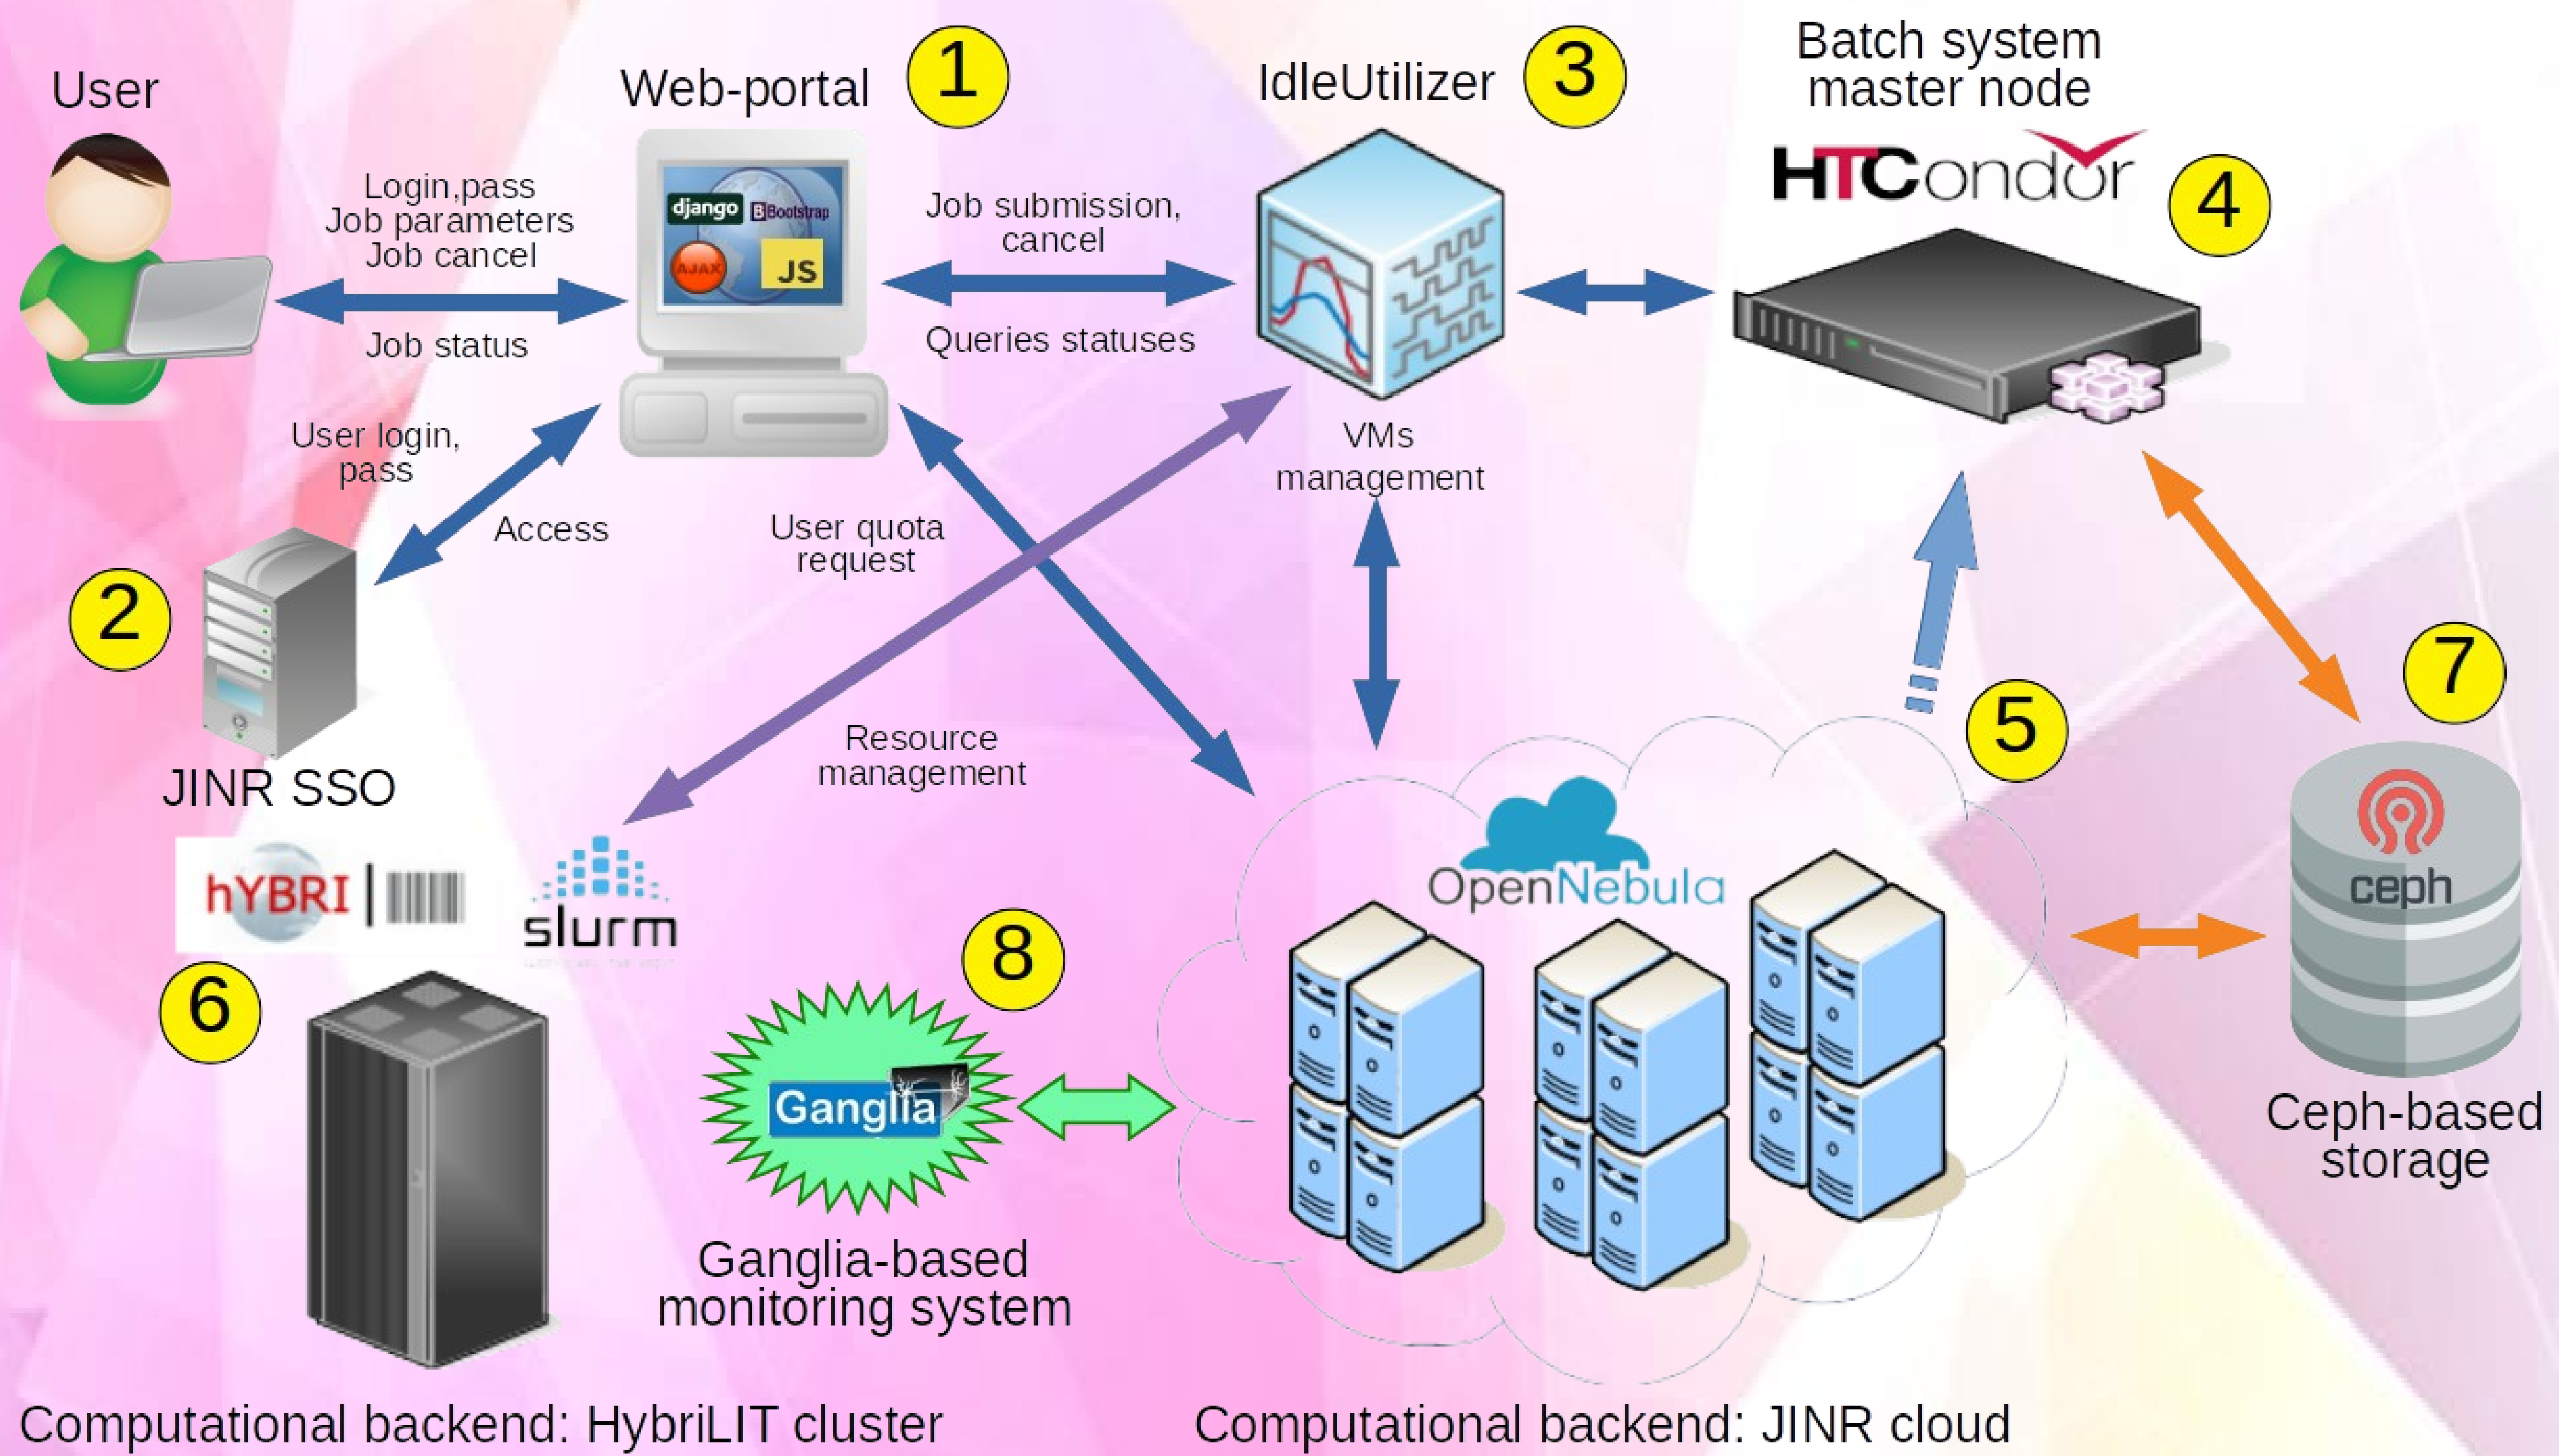 User
Web-portal
1
IdleUtilizer
3
Batch system
master node
HTCondor
4
Login,pass
Job parameters
Job cancel
Job status
django
Bootstrap
AJAX
JS
Job submission,
cancel
Queries statuses
User login,
pass
Access
User quota
request
VMs
management
2
JINR SSO
Resource
management
5
7
hYBRI
slurm
6
8
Ganglia
Ganglia-based
monitoring system
OpenNebula
ceph
Ceph-based
storage
Computational backend: HybriLIT cluster
Computational backend: JINR cloud